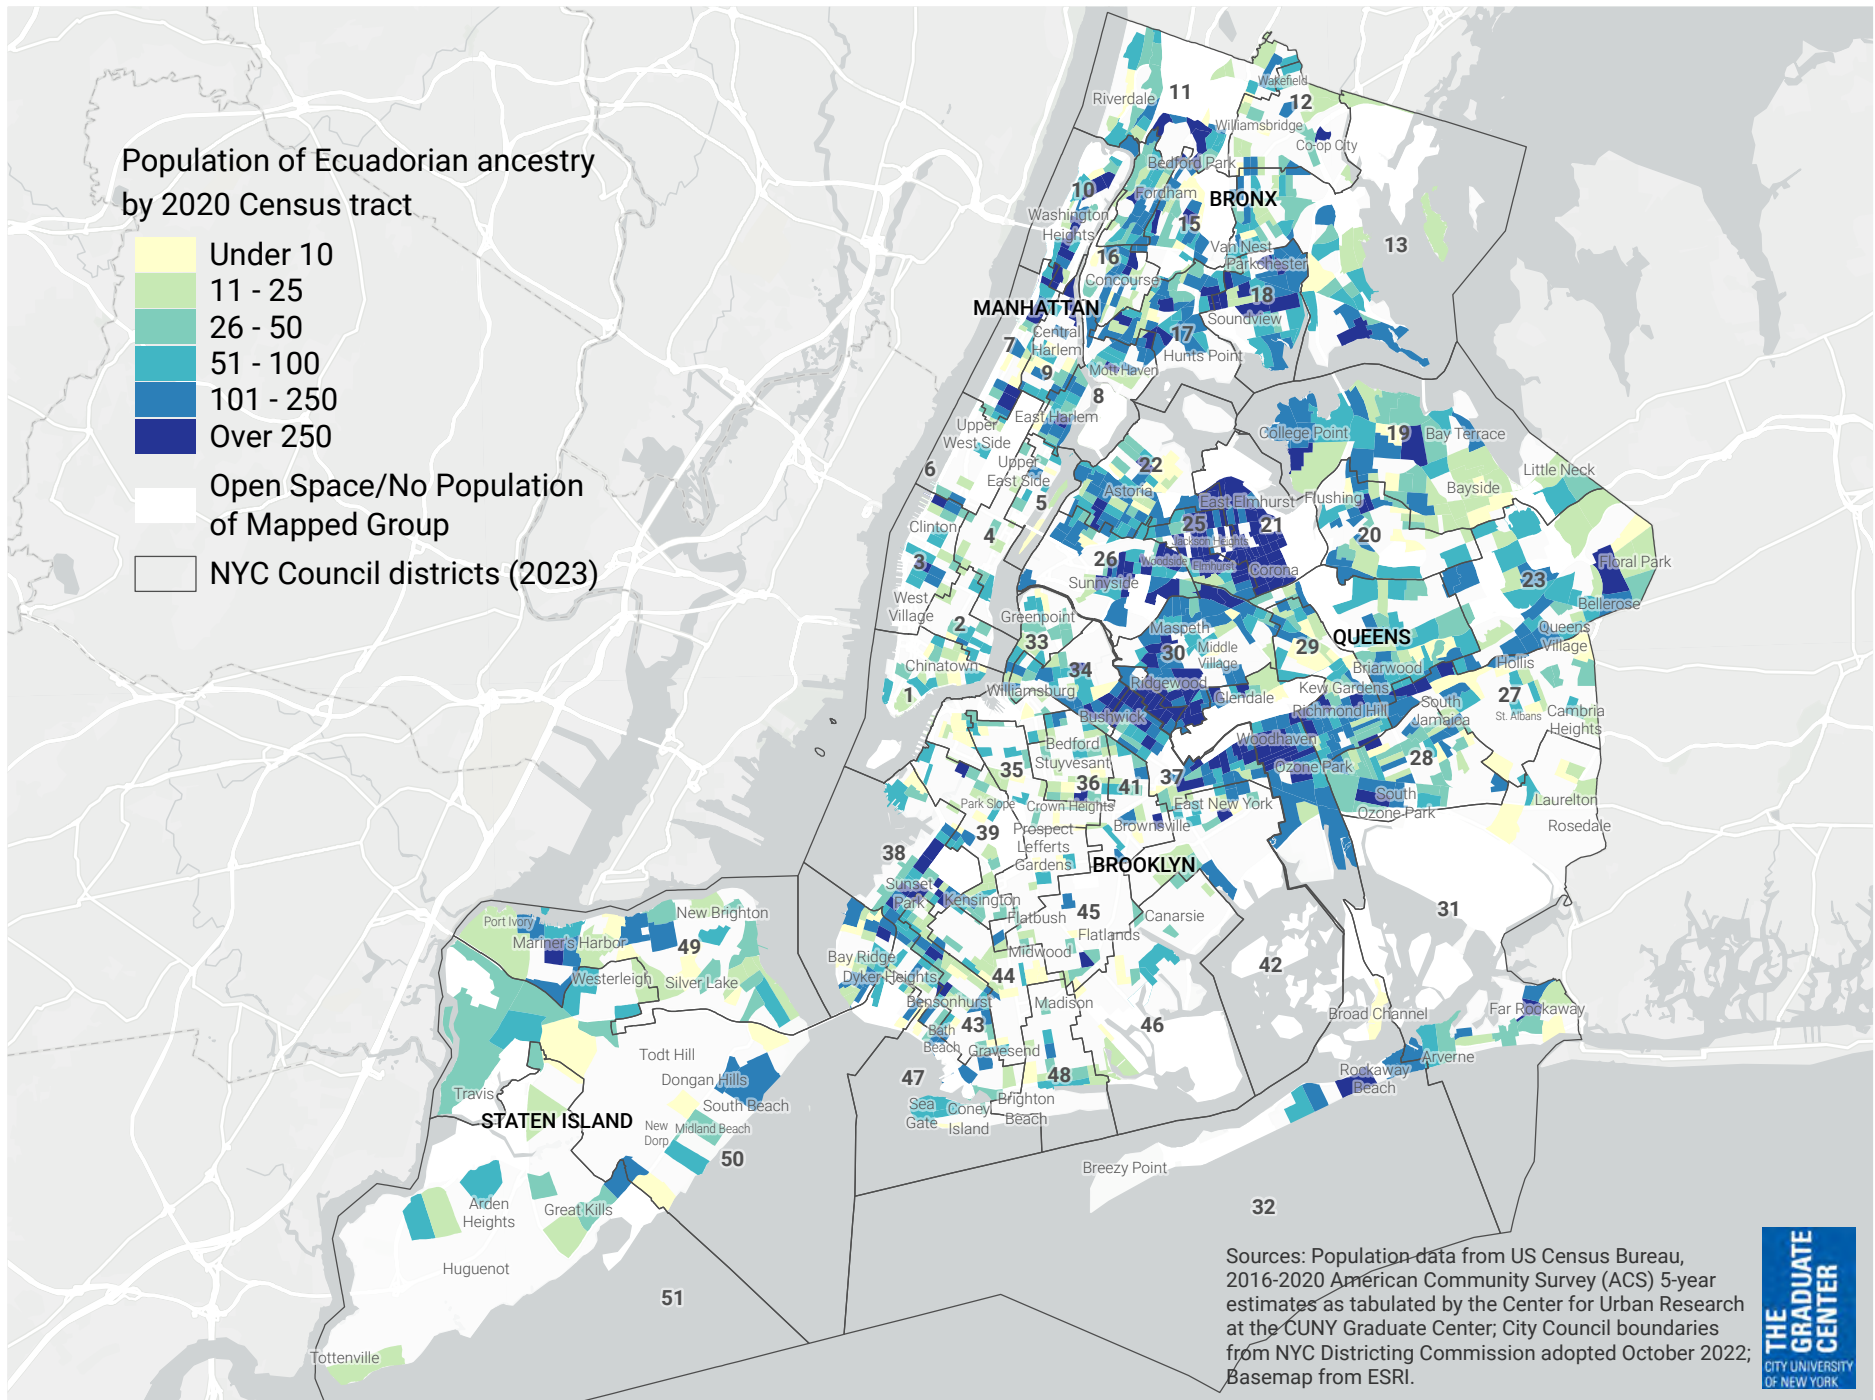 Population of Ecuadorian ancestry
by 2020 Census tract
Under 10
11 - 25
26 - 50
51 - 100
101 - 250
Over 250
Open Space/No Population
of Mapped Group
NYC Council districts (2023)
Wakefield
11
12
Riverdale
Williamsbridge
Co-op City
Bedford Park
10
Fordham
BRONX
Washington
Heights
15
13
Van Nest
16
Parkchester
Concourse
18
MANHATTAN
Soundview
17
7
Central
Harlem
Hunts Point
9
Mott Haven
8
East Harlem
Upper
West Side
College Point
19
Bay Terrace
6
Upper
East Side
22
Little Neck
Astoria
Bayside
5
East Elmhurst
Flushing
Clinton
25
21
4
20
Jackson Heights
3
26
Woodside
Elmhurst
Corona
Floral Park
Sunnyside
23
West
Village
Bellerose
Greenpoint
2
Maspeth
QUEENS
Queens
Village
33
30
Middle
Village
29
Chinatown
34
Briarwood
Hollis
1
Williamsburg
Ridgewood
Glendale
Kew Gardens
27
Bushwick
Richmond Hill
South
Jamaica
St. Albans
Cambria
Heights
Bedford
Stuyvesant
Woodhaven
28
35
Ozone Park
36
41
37
South
Ozone Park
Laurelton
Park Slope
Crown Heights
East New York
Rosedale
39
Prospect
Lefferts
Gardens
Brownsville
38
BROOKLYN
Sunset
Park
Kensington
Port Ivory
New Brighton
Flatbush
45
Canarsie
31
Mariner's Harbor
49
Flatlands
Bay Ridge
Midwood
42
Westerleigh
Silver Lake
Dyker Heights
44
Bensonhurst
Madison
Far Rockaway
Broad Channel
Bath
Beach
43
46
Todt Hill
Gravesend
Arverne
Dongan Hills
47
48
Rockaway
Beach
Travis
South Beach
Sea
Gate
Coney
Island
Brighton
Beach
STATEN ISLAND
New
Dorp
Midland Beach
50
Breezy Point
Arden
Heights
Great Kills
32
Huguenot
51
Tottenville
Sources: Population data from US Census Bureau,
2016-2020 American Community Survey (ACS) 5-year
estimates as tabulated by the Center for Urban Research
at the CUNY Graduate Center; City Council boundaries
from NYC Districting Commission adopted October 2022;
Basemap from ESRI.
THE
GRADUATE
CENTER
CITY UNIVERSITY
OF NEW YORK